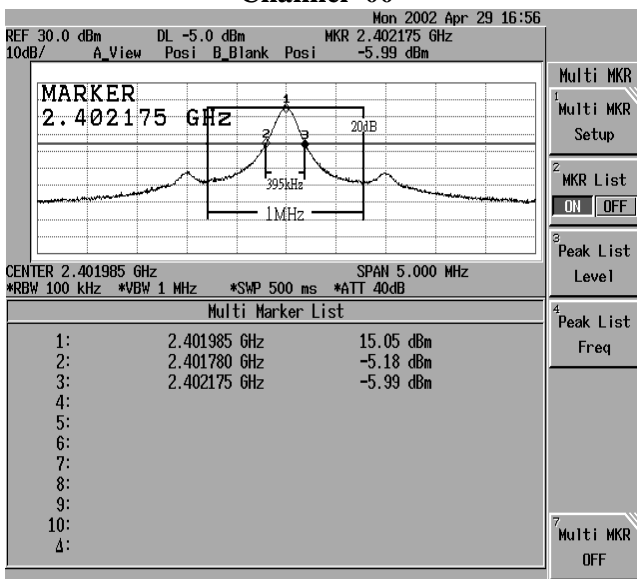 Channel 00
Mon 2002 Apr 29 16:56
REF 30.0 dBm DL -5.0 dBm MKR 2.402175 GHz
10dB/ A_View Posi B_Blank Posi -5.99 dBm
MARKER
2.402175 GHz
1
2
3
20dB
395kHz
1MHz
CENTER 2.401985 GHz SPAN 5.000 MHz
*RBW 100 kHz *VBW 1 MHz *SWP 500 ms *ATT 40dB
Multi Marker List
1: 2.401985 GHz 15.05 dBm
2: 2.401780 GHz -5.18 dBm
3: 2.402175 GHz -5.99 dBm
4:
5:
6:
7:
8:
9:
10:
Δ:
Multi MKR
1
Multi MKR
Setup
2
MKR List
ON OFF
3
Peak List
Level
4
Peak List
Freq
7
Multi MKR
OFF